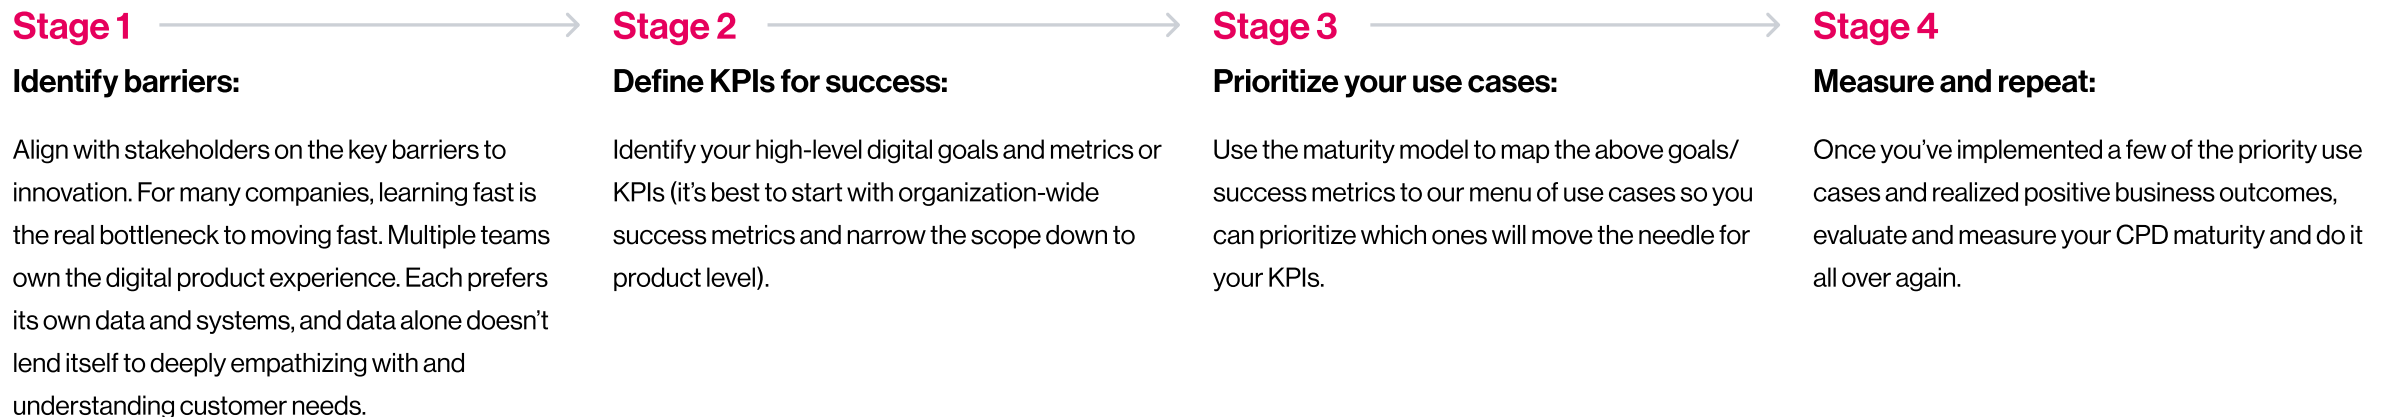 Stage 1
Identify barriers:
Align with stakeholders on the key barriers to
innovation. For many companies, learning fast is
the real bottleneck to moving fast. Multiple teams
own the digital product experience. Each prefers
its own data and systems, and data alone doesn’t
lend itself to deeply empathizing with and
understanding customer needs.
Stage 2
Define KPIs for success:
Identify your high-level digital goals and metrics or
KPIs (it’s best to start with organization-wide
success metrics and narrow the scope down to
product level).
Stage 3
Prioritize your use cases:
Use the maturity model to map the above goals/
success metrics to our menu of use cases so you
can prioritize which ones will move the needle for
your KPIs.
Stage 4
Measure and repeat:
Once you’ve implemented a few of the priority use
cases and realized positive business outcomes,
evaluate and measure your CPD maturity and do it
all over again.